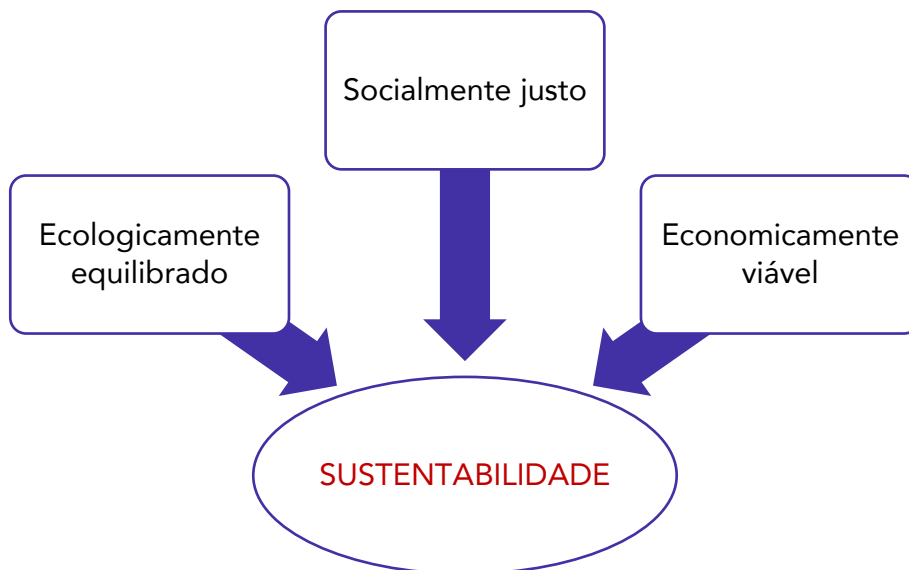 Socialmente justo
Ecologicamente
equilibrado
Economicamente
viável
SUSTENTABILIDADE